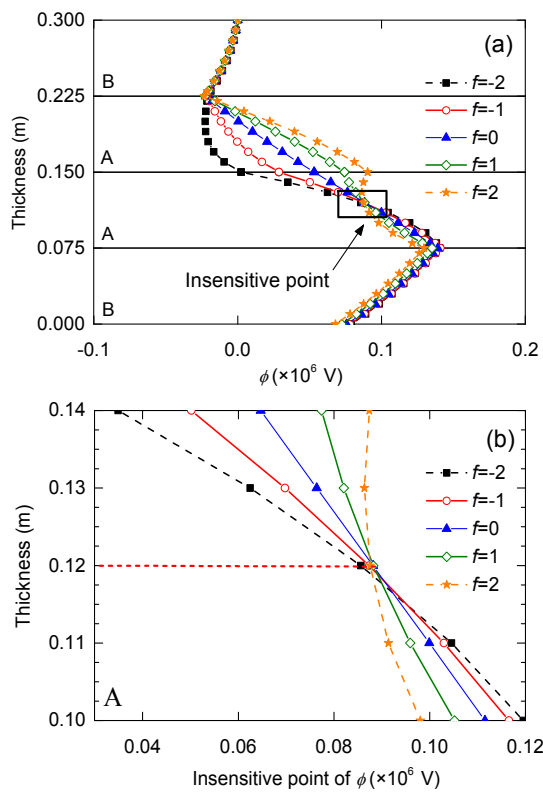 (a)
0.300
0.225
0.150
0.075
0.000
Thickness (m)
B
A
A
B
f=-2
f=-1
f=0
f=1
f=2
Insensitive point
-0.1 0.0 0.1 0.2
ϕ (×10⁶ V)
(b)
0.14
0.13
0.12
0.11
0.10
Thickness (m)
f=-2
f=-1
f=0
f=1
f=2
A
0.04 0.06 0.08 0.10 0.12
Insensitive point of ϕ (×10⁶ V)